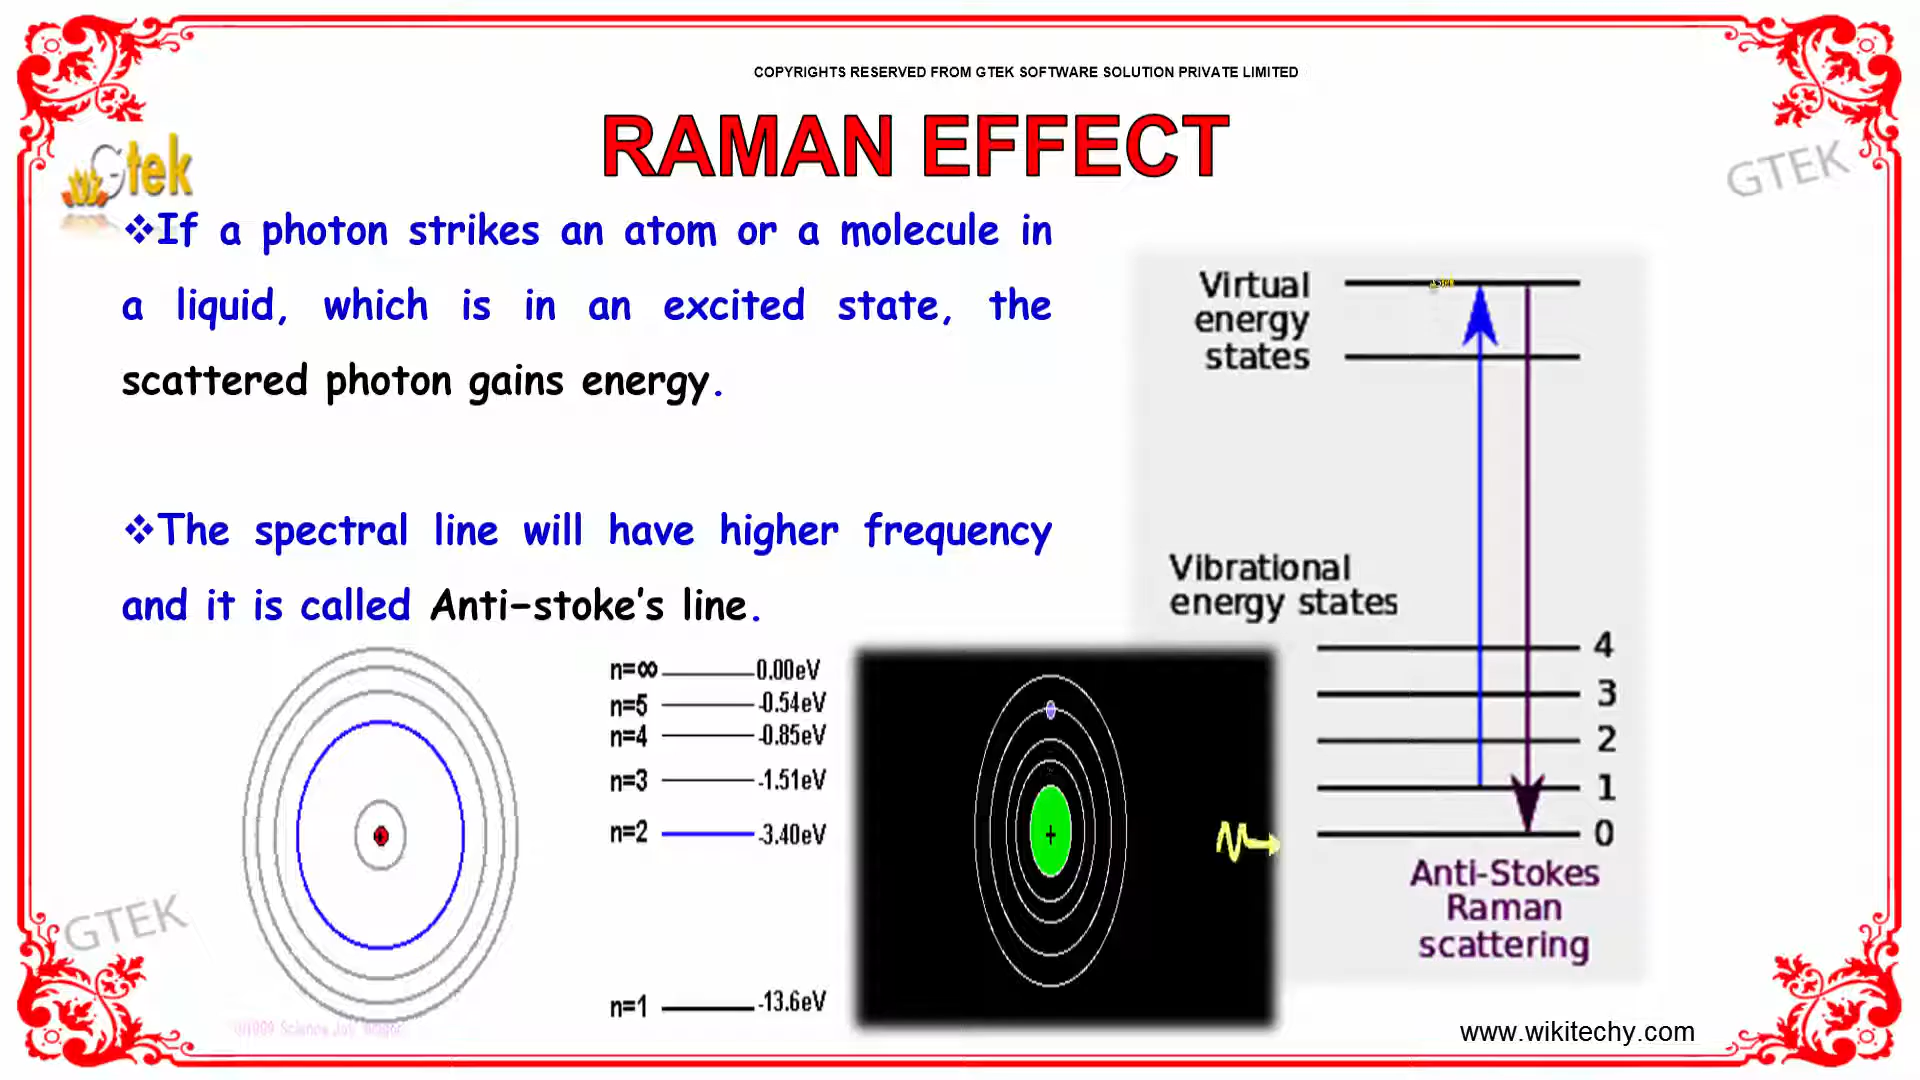 COPYRIGHTS RESERVED FROM GTEK SOFTWARE SOLUTION PRIVATE LIMITED
RAMAN EFFECT
Gtek
GTEK
❖If a photon strikes an atom or a molecule in
a liquid, which is in an excited state, the
scattered photon gains energy.
❖The spectral line will have higher frequency
and it is called Anti-stoke's line.
Virtual
energy
states
Vibrational
energy states
4
3
2
1
0
Anti-Stokes
Raman
scattering
n=∞ 0.00eV
n=5 -0.54eV
n=4 -0.85eV
n=3 -1.51eV
n=2 -3.40eV
n=1 -13.6eV
+
+
GTEK
www.wikitechy.com